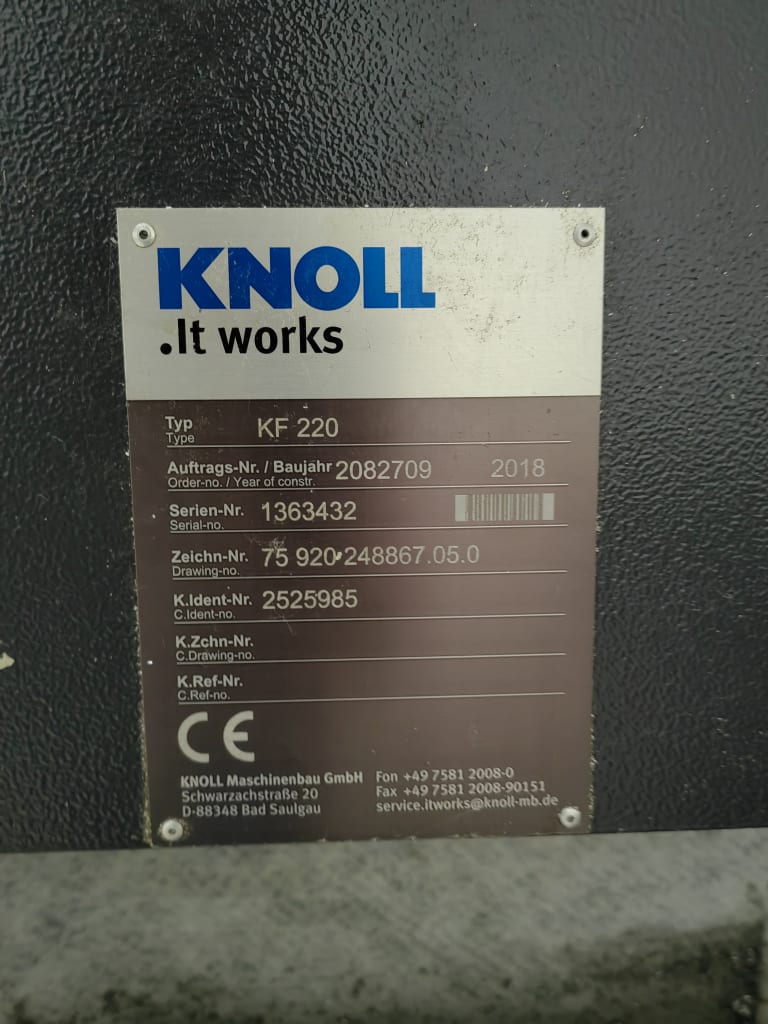 KNOLL
.It works
Typ KF 220
Type
Auftrags-Nr. / Baujahr 2082709 2018
Order-no. / Year of constr.
Serien-Nr. 1363432
Serial-no.
Zeichn-Nr. 75 920-248867.05.0
Drawing-no.
K.Ident-Nr. 2525985
C.Ident-no.
K.Zchn-Nr.
C.Drawing-no.
K.Ref-Nr.
C.Ref-no.
CE
KNOLL Maschinenbau GmbH Fon +49 7581 2008-0
Schwarzachstraße 20 Fax +49 7581 2008-90151
D-88348 Bad Saulgau service.itworks@knoll-mb.de